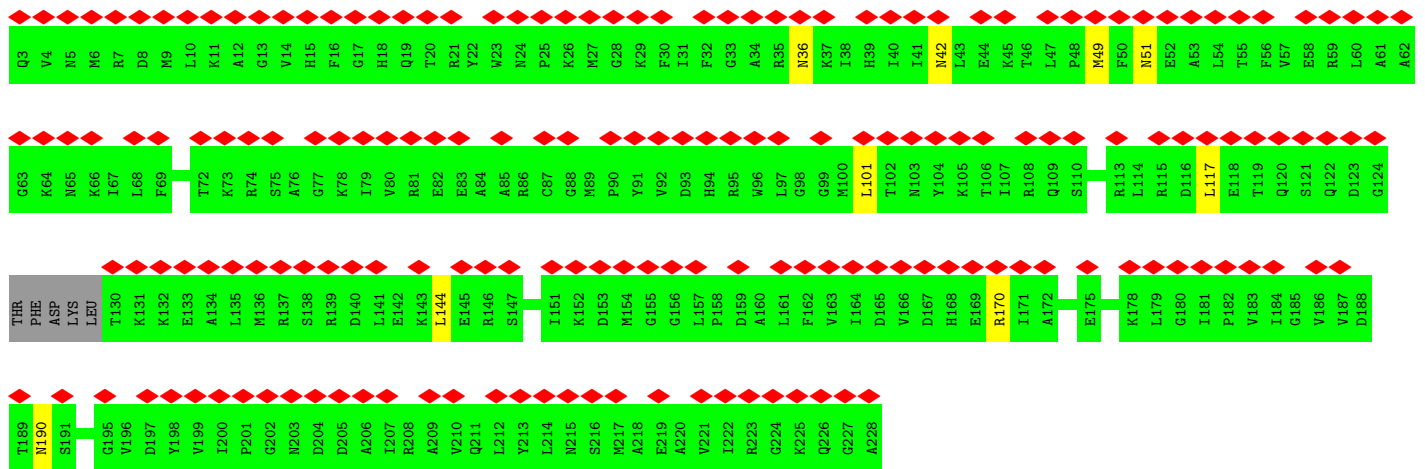 Q3 V4 N5 M6 R7 D8 M9 L10 K11 A12 G13 V14 H15 F16 G17 H18 Q19 T20 R21 Y22 W23 N24 P25 K26 M27 G28 K29 F30 I31 F32 G33 A34 R35 N36 K37 I38 H39 I40 I41 N42 L43 E44 K45 T46 L47 P48 M49 F50 N51 E52 A53 L54 T55 F56 V57 E58 R59 L60 A61 A62
G63 K64 N65 K66 I67 L68 F69 T72 K73 R74 S75 A76 G77 K78 I79 V80 R81 E82 E83 A84 A85 R86 C87 G88 M89 P90 Y91 V92 D93 H94 R95 W96 L97 G98 G99 M100 L101 T102 N103 Y104 K105 T106 I107 R108 Q109 S110 R113 L114 R115 D116 L117 E118 T119 Q120 S121 Q122 D123 G124
THR PHE ASP LYS LEU T130 K131 K132 E133 A134 L135 M136 R137 S138 R139 D140 L141 E142 K143 L144 E145 R146 S147 I151 K152 D153 M154 G155 G156 L157 P158 D159 A160 L161 F162 V163 I164 D165 V166 D167 H168 E169 R170 I171 A172 E175 K178 L179 G180 I181 P182 V183 I184 G185 V186 V187 D188
T189 N190 S191 G195 V196 D197 Y198 V199 I200 P201 G202 N203 D204 D205 A206 I207 R208 A209 V210 Q211 L212 Y213 L214 N215 S216 M217 A218 E219 A220 V221 I222 R223 G224 K225 Q226 G227 A228